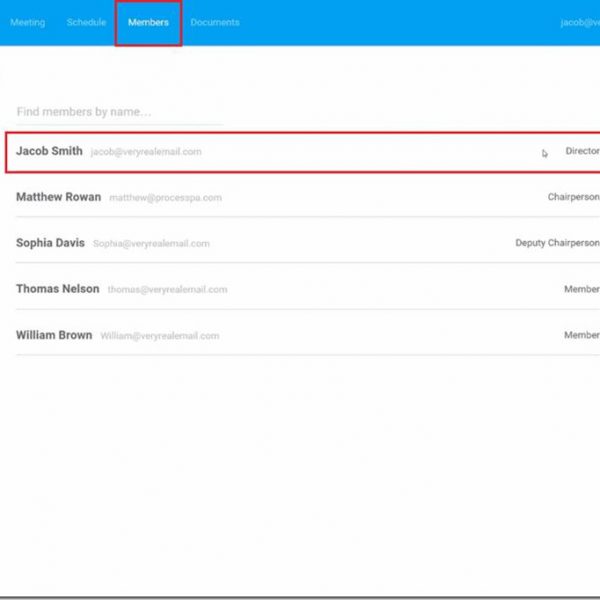 Meeting Schedule Members Documents jacob@ve
Find members by name...
Jacob Smith jacob@veryrealemail.com Director
Matthew Rowan matthew@processpa.com Chairperson
Sophia Davis Sophia@veryrealemail.com Deputy Chairperson
Thomas Nelson thomas@veryrealemail.com Member
William Brown William@veryrealemail.com Member